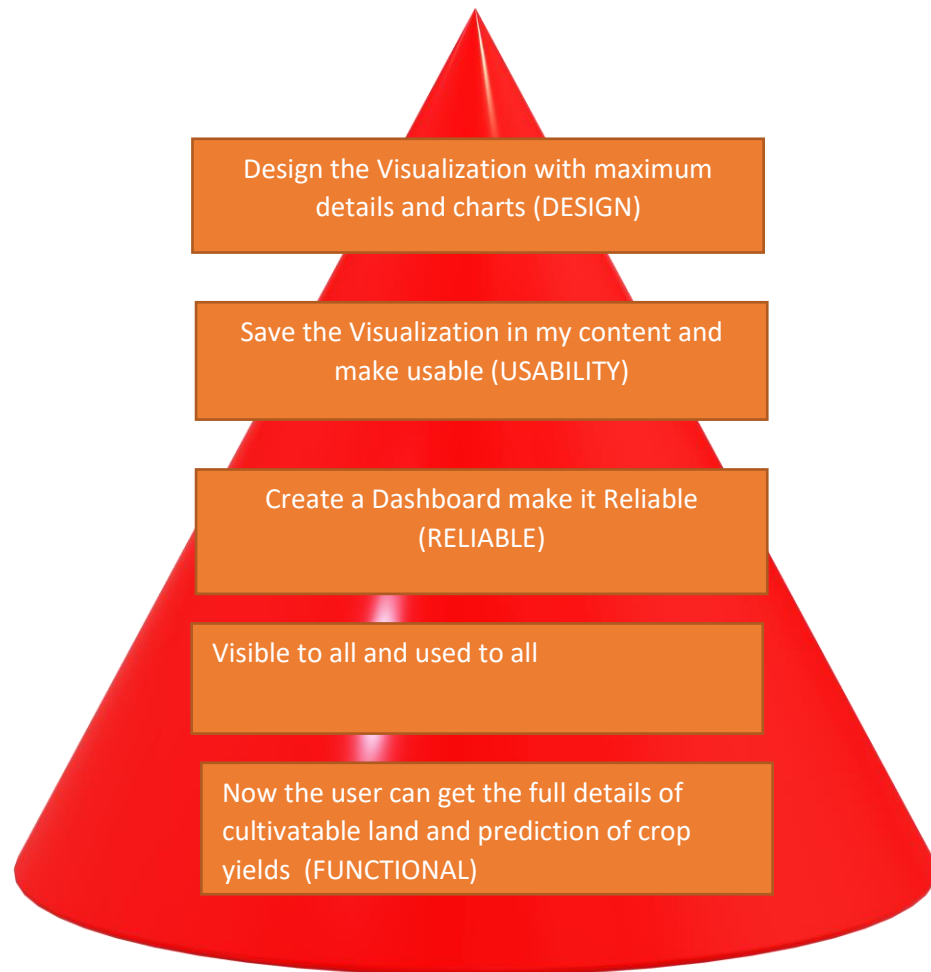 Design the Visualization with maximum
details and charts (DESIGN)
Save the Visualization in my content and
make usable (USABILITY)
Create a Dashboard make it Reliable
(RELIABLE)
Visible to all and used to all
Now the user can get the full details of
cultivatable land and prediction of crop
yields  (FUNCTIONAL)